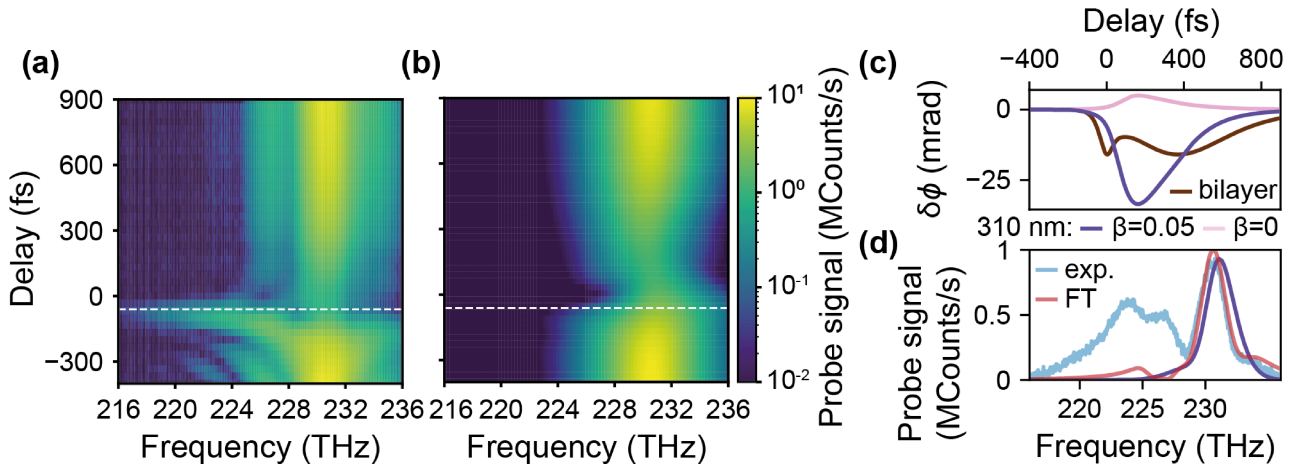 (a)
900
600
300
0
−300
Delay (fs)
216 220 224 228 232 236
Frequency (THz)
(b)
216 220 224 228 232 236
Frequency (THz)
10¹
10⁰
10⁻¹
10⁻²
Probe signal (MCounts/s)
Delay (fs)
−400 0 400 800
(c)
0
−25
δϕ (mrad)
bilayer
310 nm: β=0.05 β=0
(d)
1
0.5
0
Probe signal
(MCounts/s)
exp.
FT
220 225 230
Frequency (THz)